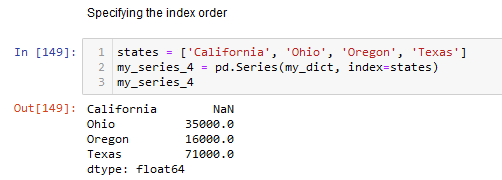 Specifying the index order
In [149]:
1 states = ['California', 'Ohio', 'Oregon', 'Texas']
2 my_series_4 = pd.Series(my_dict, index=states)
3 my_series_4
Out[149]: California NaN
Ohio 35000.0
Oregon 16000.0
Texas 71000.0
dtype: float64